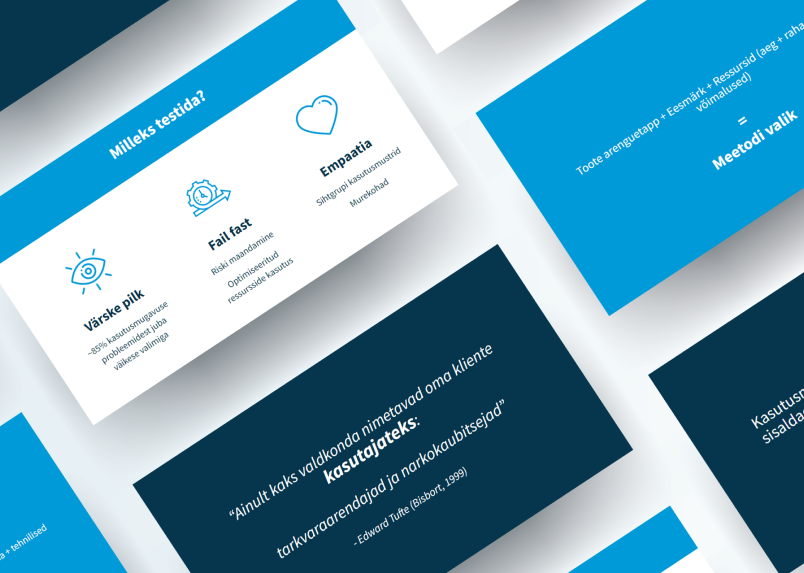 Milleks testida?
Värske pilk
~85% kasutusmugavuse
probleemidest juba
väikese valimiga
Fail fast
Riski maandamine
Optimiseeritud
ressursside kasutus
Empaatia
Sihtgrupi kasutusmustrid
Murekohad
Toote arenguetapp + Eesmärk + Ressursid (aeg + raha
võimalused)
=
Meetodi valik
“Ainult kaks valdkonda nimetavad oma kliente
kasutajateks:
tarkvaraarendajad ja narkokaubitsejad”
- Edward Tufte (Bisbort, 1999)
+ tehnilised